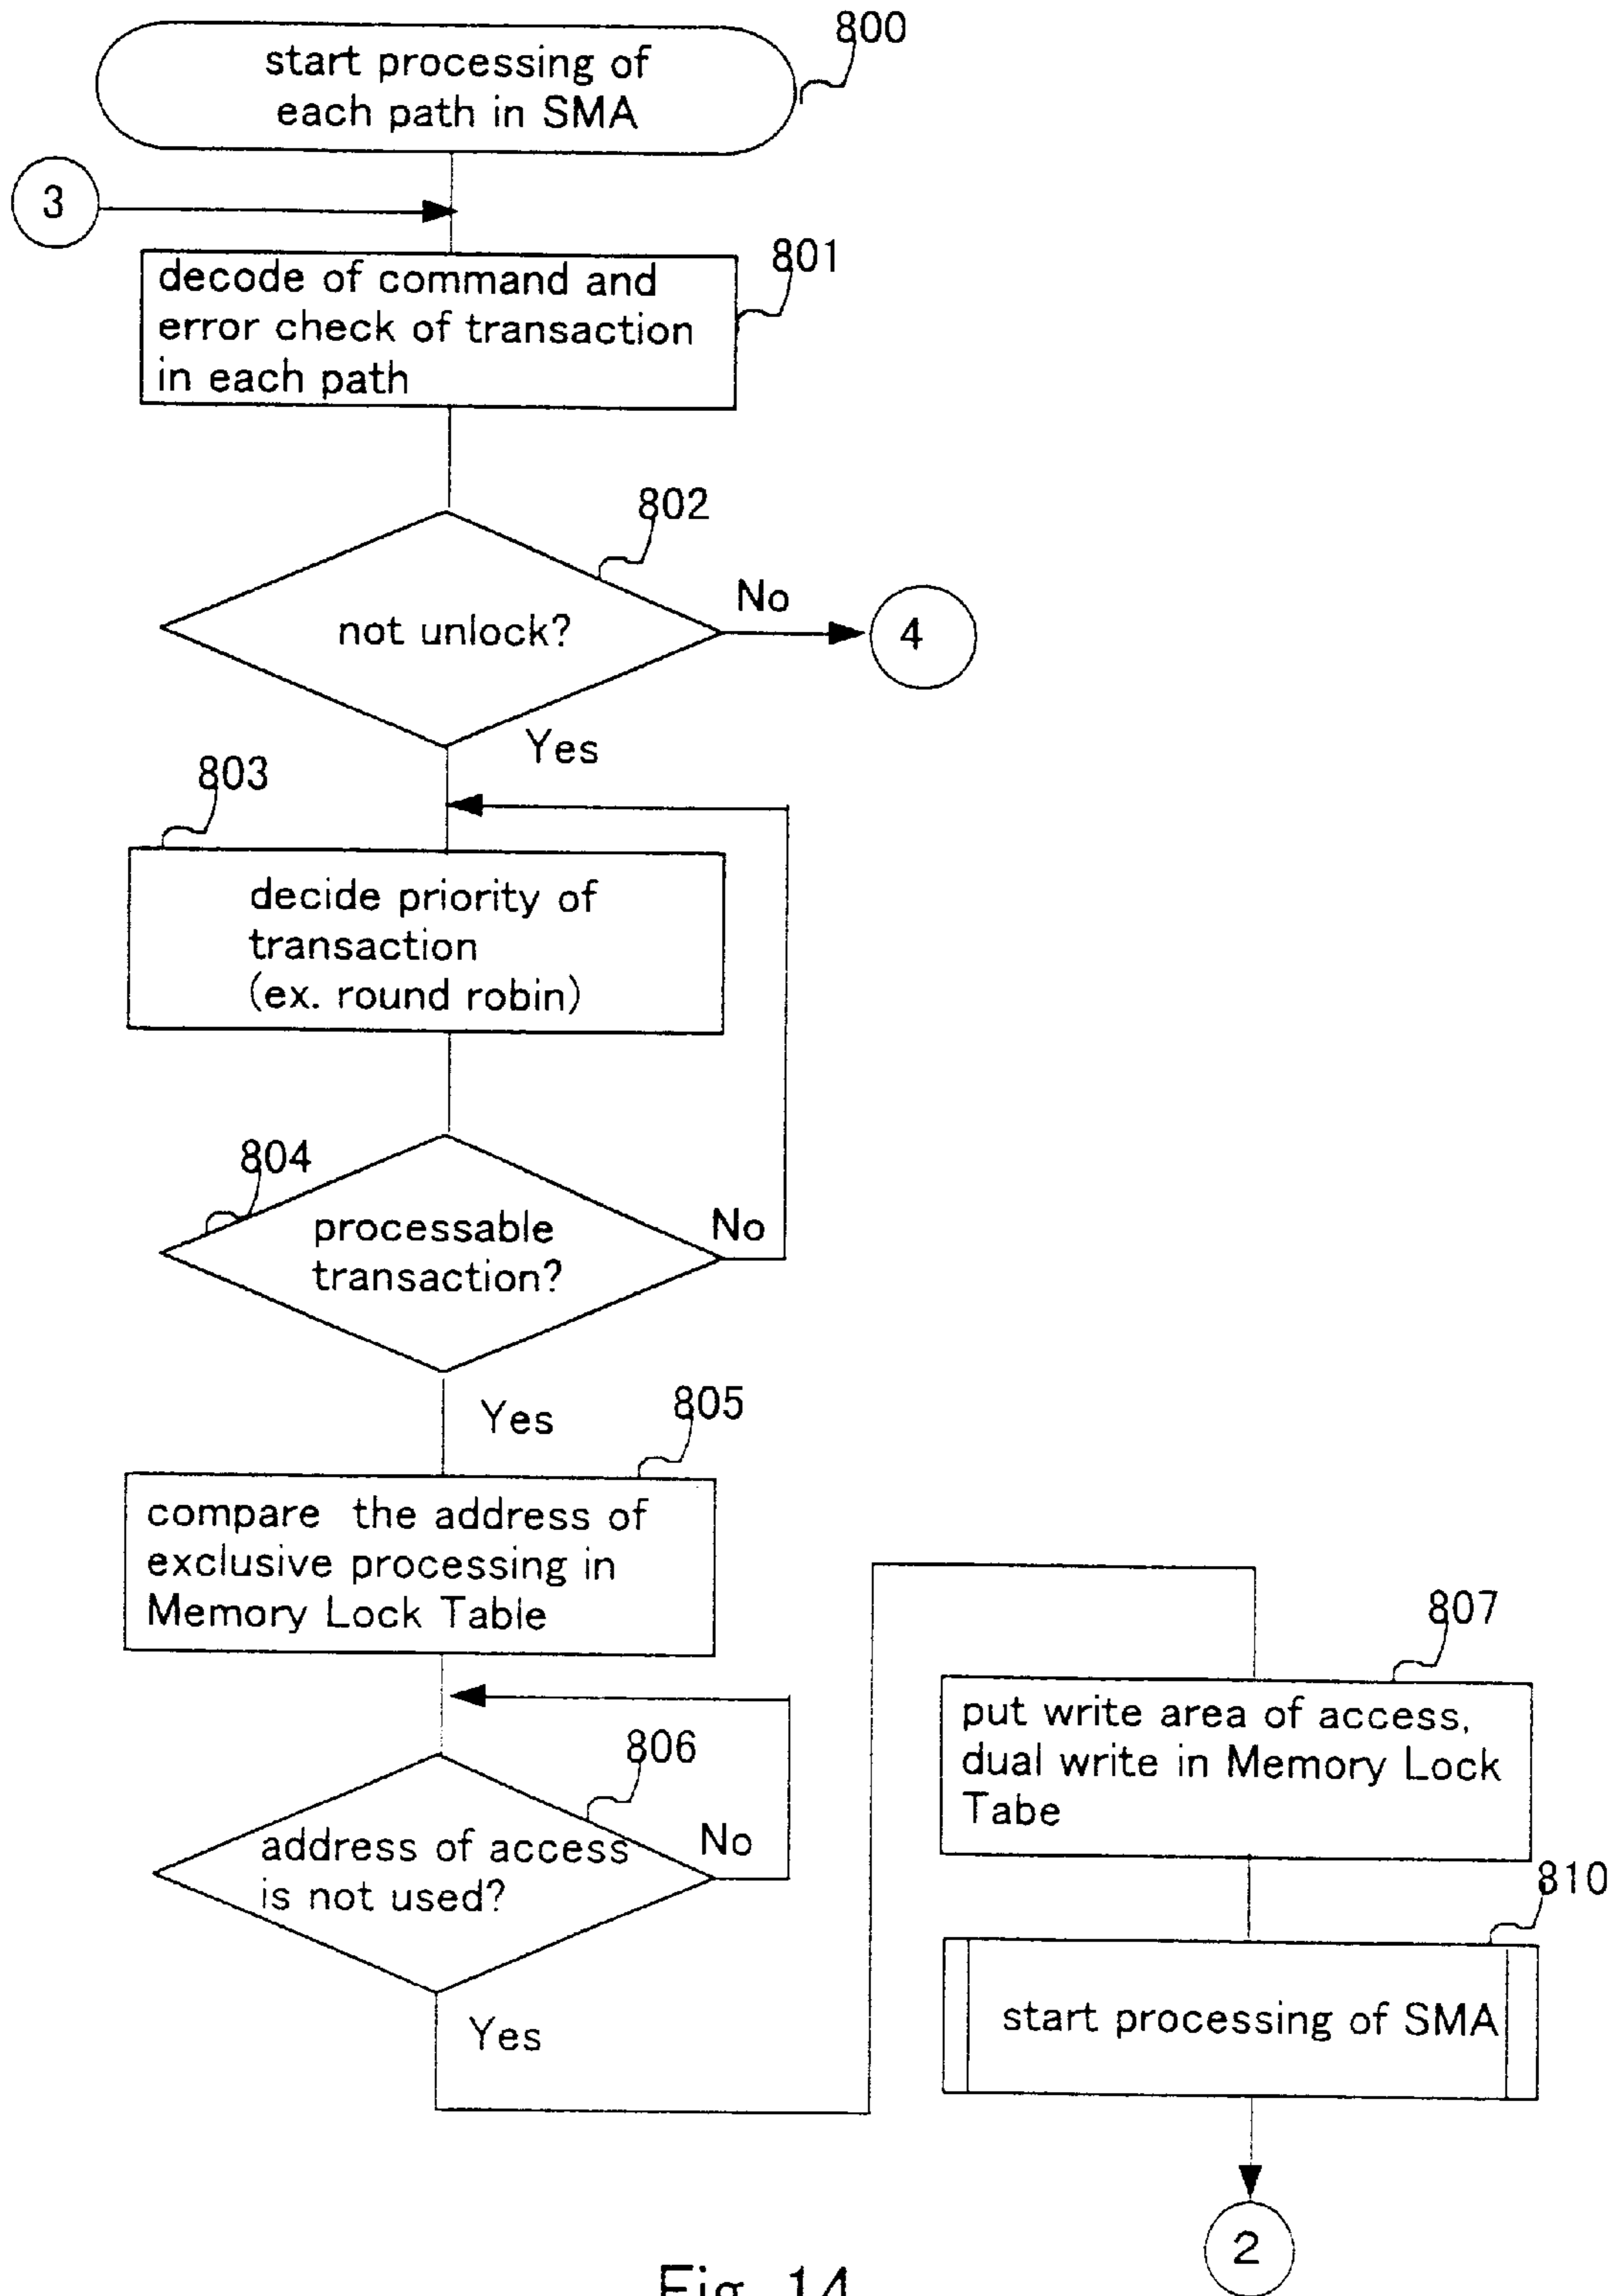 800
start processing of
each path in SMA
3
801
decode of command and
error check of transaction
in each path
802
not unlock?
No
4
Yes
803
decide priority of
transaction
(ex. round robin)
804
processable
transaction?
No
Yes
805
compare the address of
exclusive processing in
Memory Lock Table
806
address of access
is not used?
No
Yes
807
put write area of access,
dual write in Memory Lock
Tabe
810
start processing of SMA
2
Fig. 14